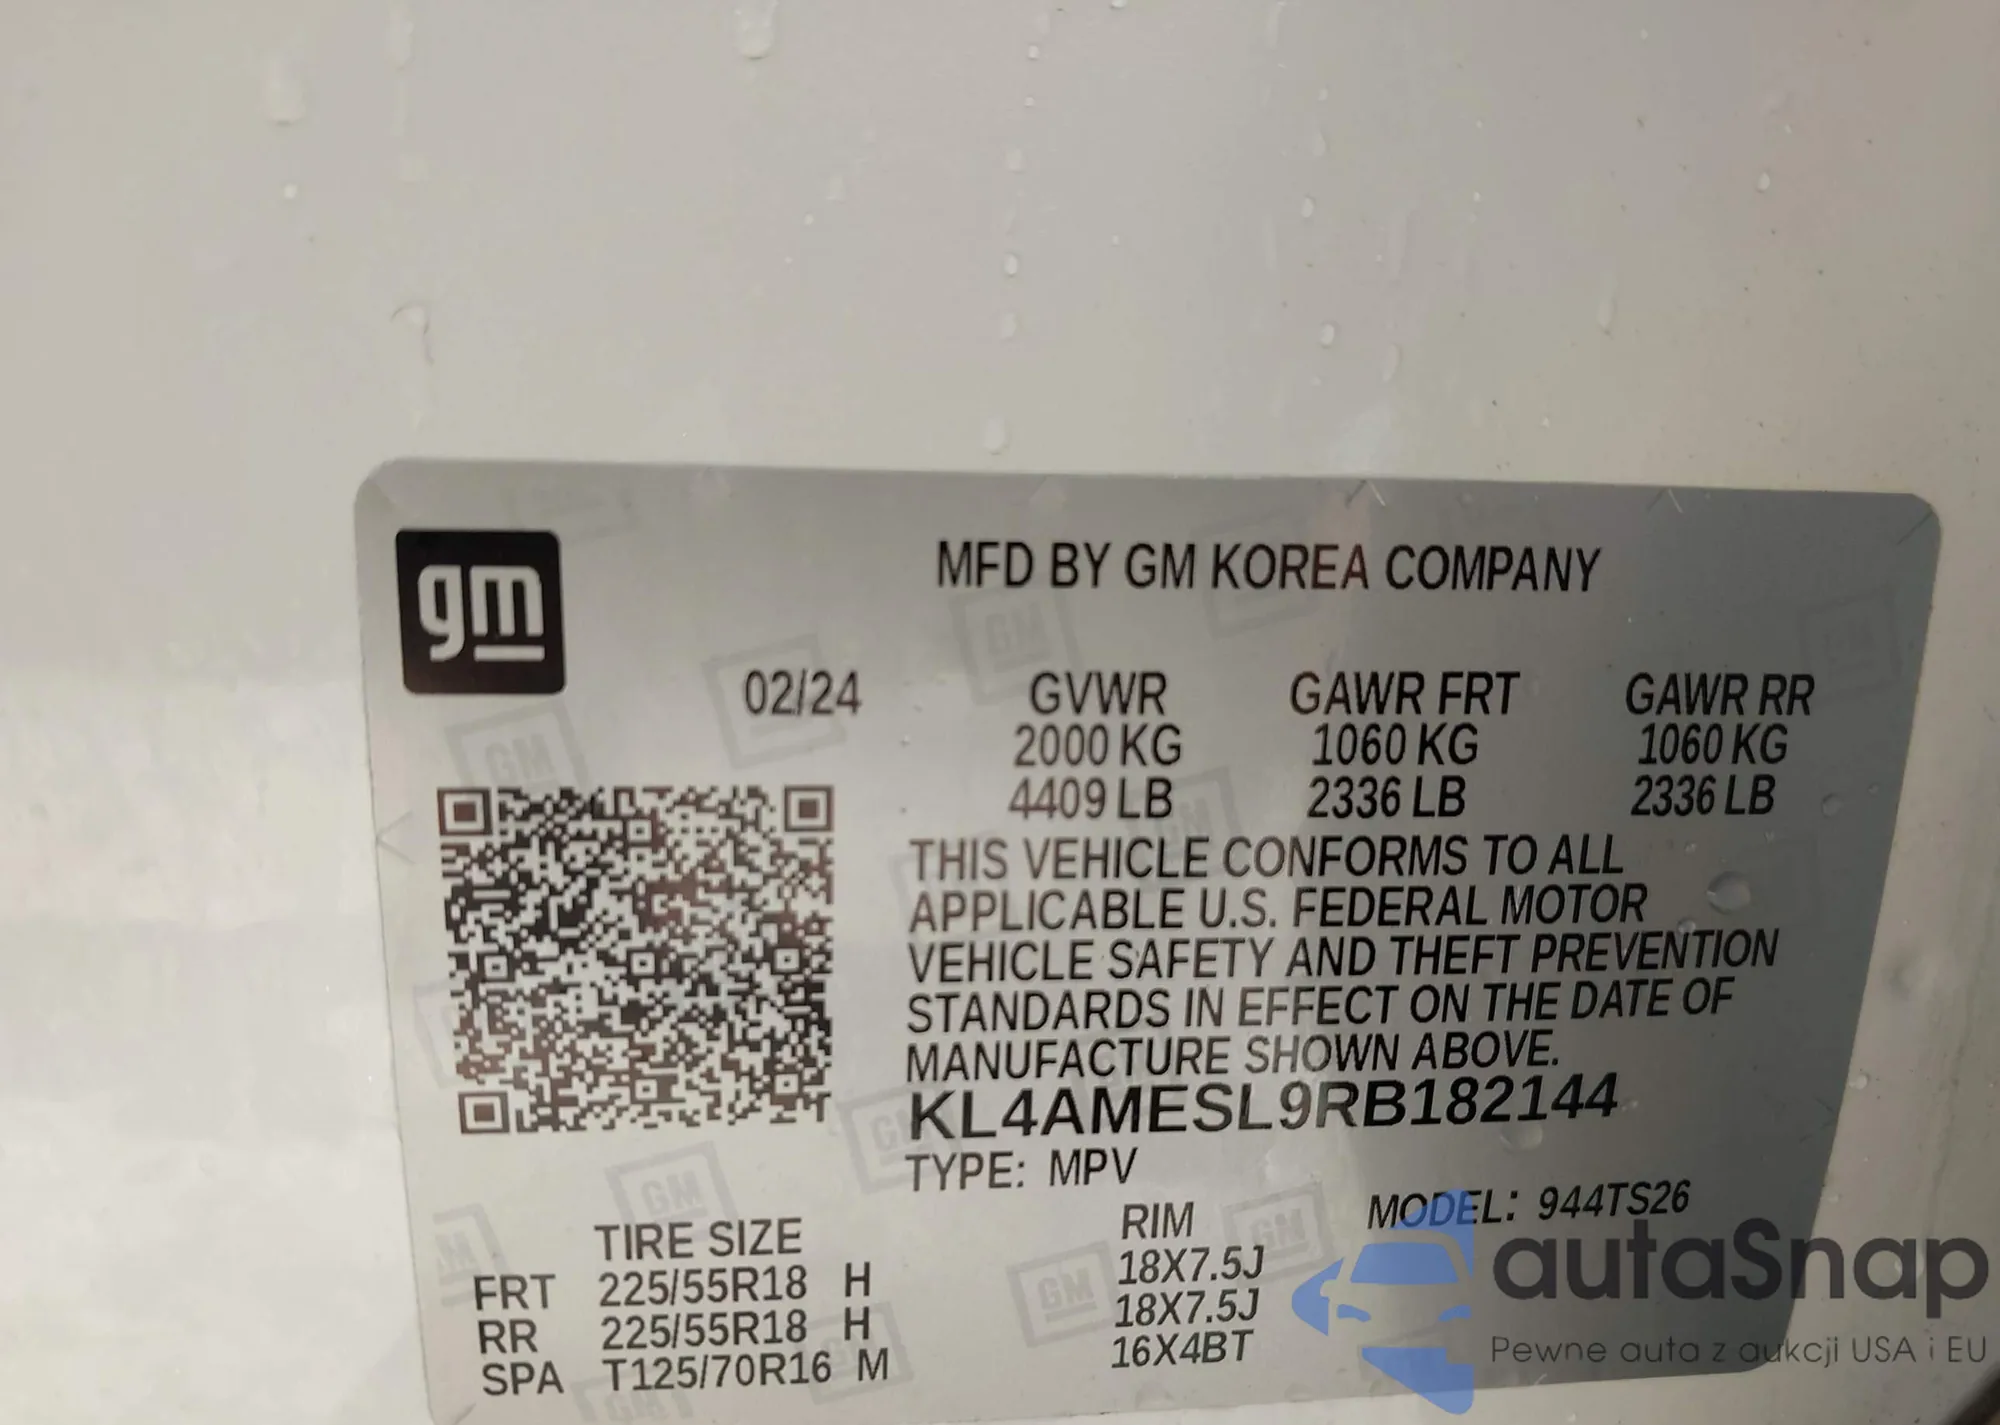 gm
MFD BY GM KOREA COMPANY
02/24 GVWR GAWR FRT GAWR RR
2000 KG 1060 KG 1060 KG
4409 LB 2336 LB 2336 LB
THIS VEHICLE CONFORMS TO ALL
APPLICABLE U.S. FEDERAL MOTOR
VEHICLE SAFETY AND THEFT PREVENTION
STANDARDS IN EFFECT ON THE DATE OF
MANUFACTURE SHOWN ABOVE.
KL4AMESL9RB182144
TYPE: MPV
MODEL: 944TS26
TIRE SIZE RIM
FRT 225/55R18 H 18X7.5J
RR 225/55R18 H 18X7.5J
SPA T125/70R16 M 16X4BT
autaSnap
Pewne auta z aukcji USA i EU